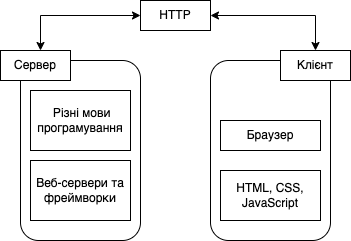 HTTP
Сервер
Різні мови
програмування
Веб-сервери та
фреймворки
Клієнт
Браузер
HTML, CSS,
JavaScript